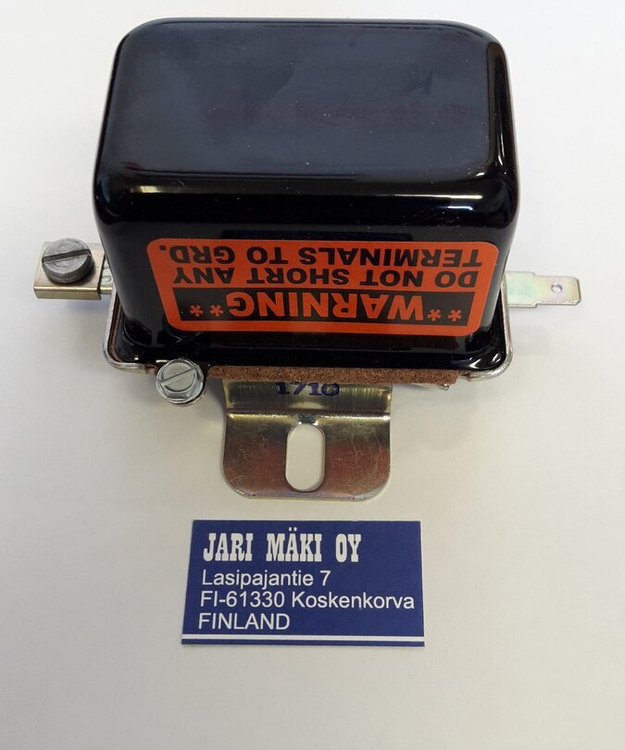 **WARNING**
DO NOT SHORT ANY
TERMINALS TO GRD.
1710
JARI MÄKI OY
Lasipajantie 7
FI-61330 Koskenkorva
FINLAND